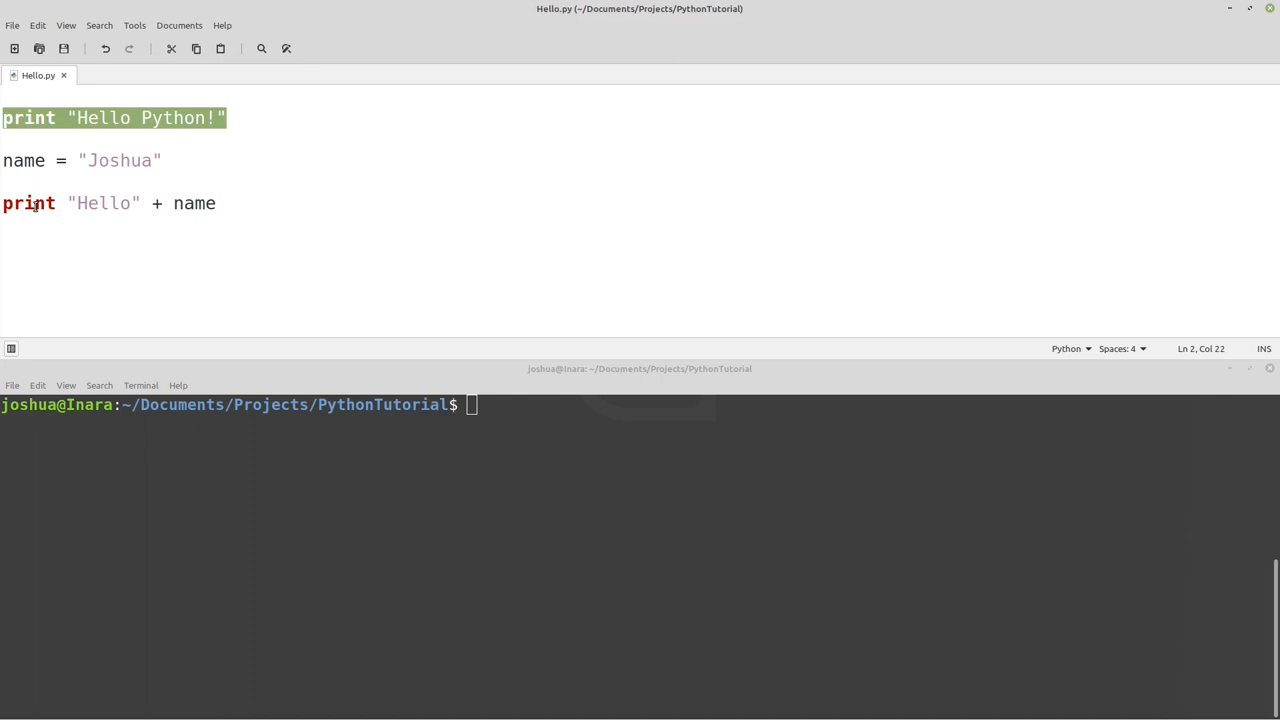 Hello.py (~/Documents/Projects/PythonTutorial)
File Edit View Search Tools Documents Help
Hello.py
print "Hello Python!"
name = "Joshua"
print "Hello" + name
Python Spaces: 4 Ln 2, Col 22 INS
joshua@Inara: ~/Documents/Projects/PythonTutorial
File Edit View Search Terminal Help
joshua@Inara:~/Documents/Projects/PythonTutorial$